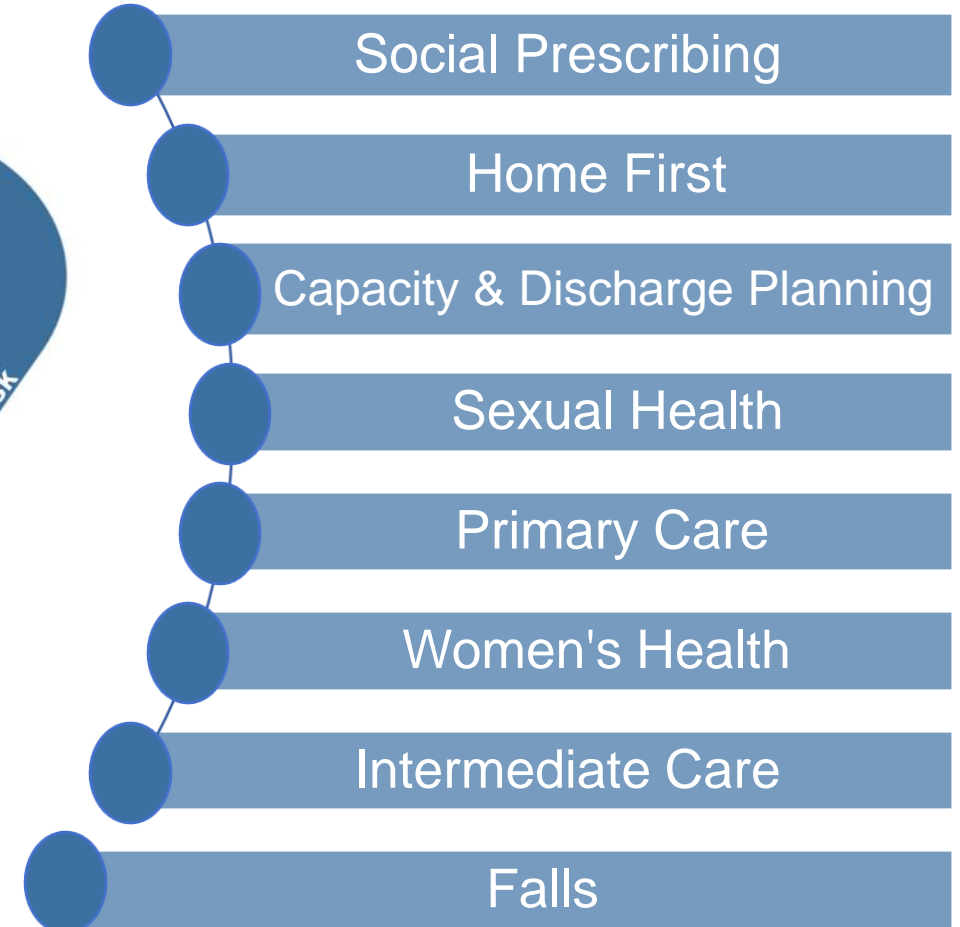 Social Prescribing
Home First
Capacity & Discharge Planning
Sexual Health
Primary Care
Women's Health
Intermediate Care
Falls